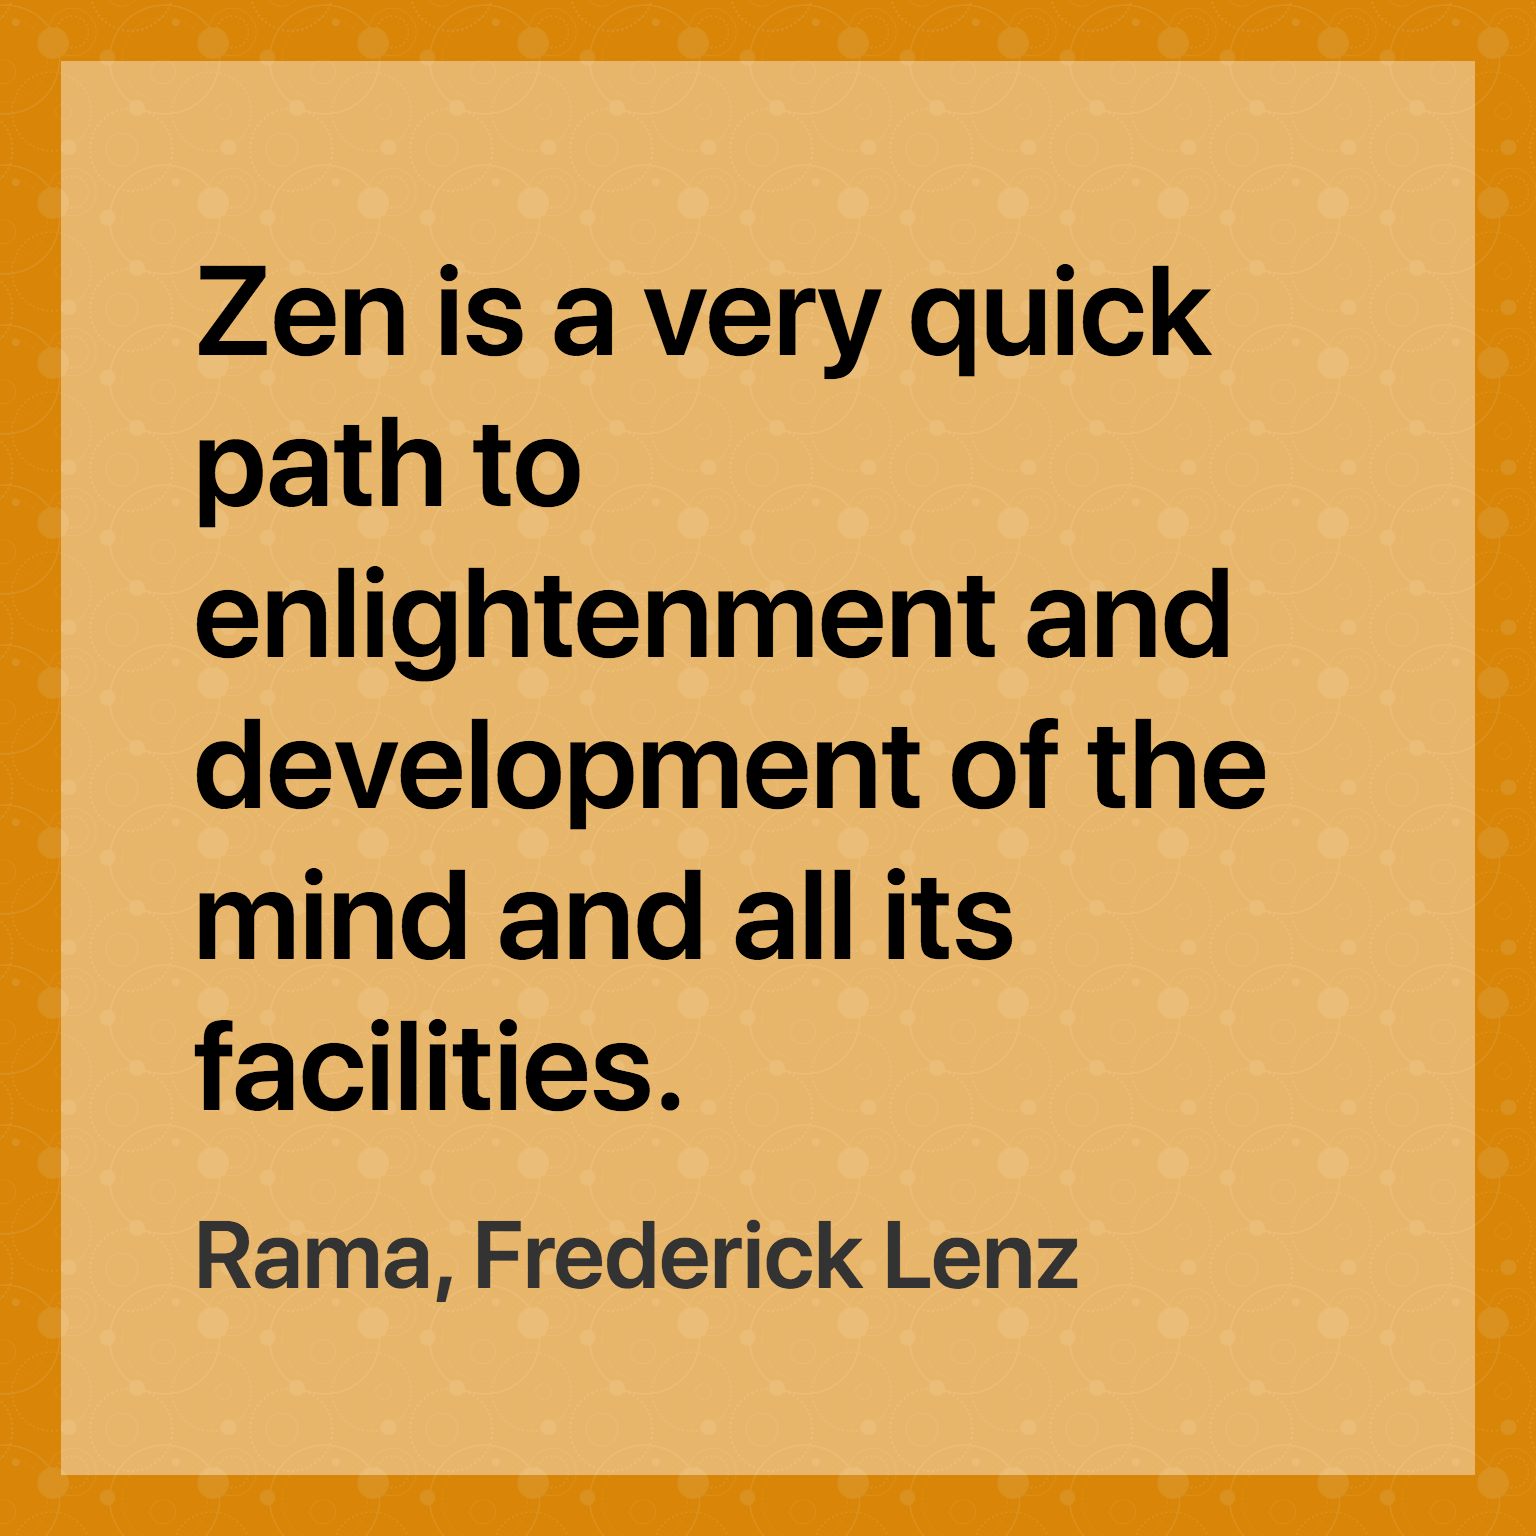 Zen is a very quick
path to
enlightenment and
development of the
mind and all its
facilities.
Rama, Frederick Lenz